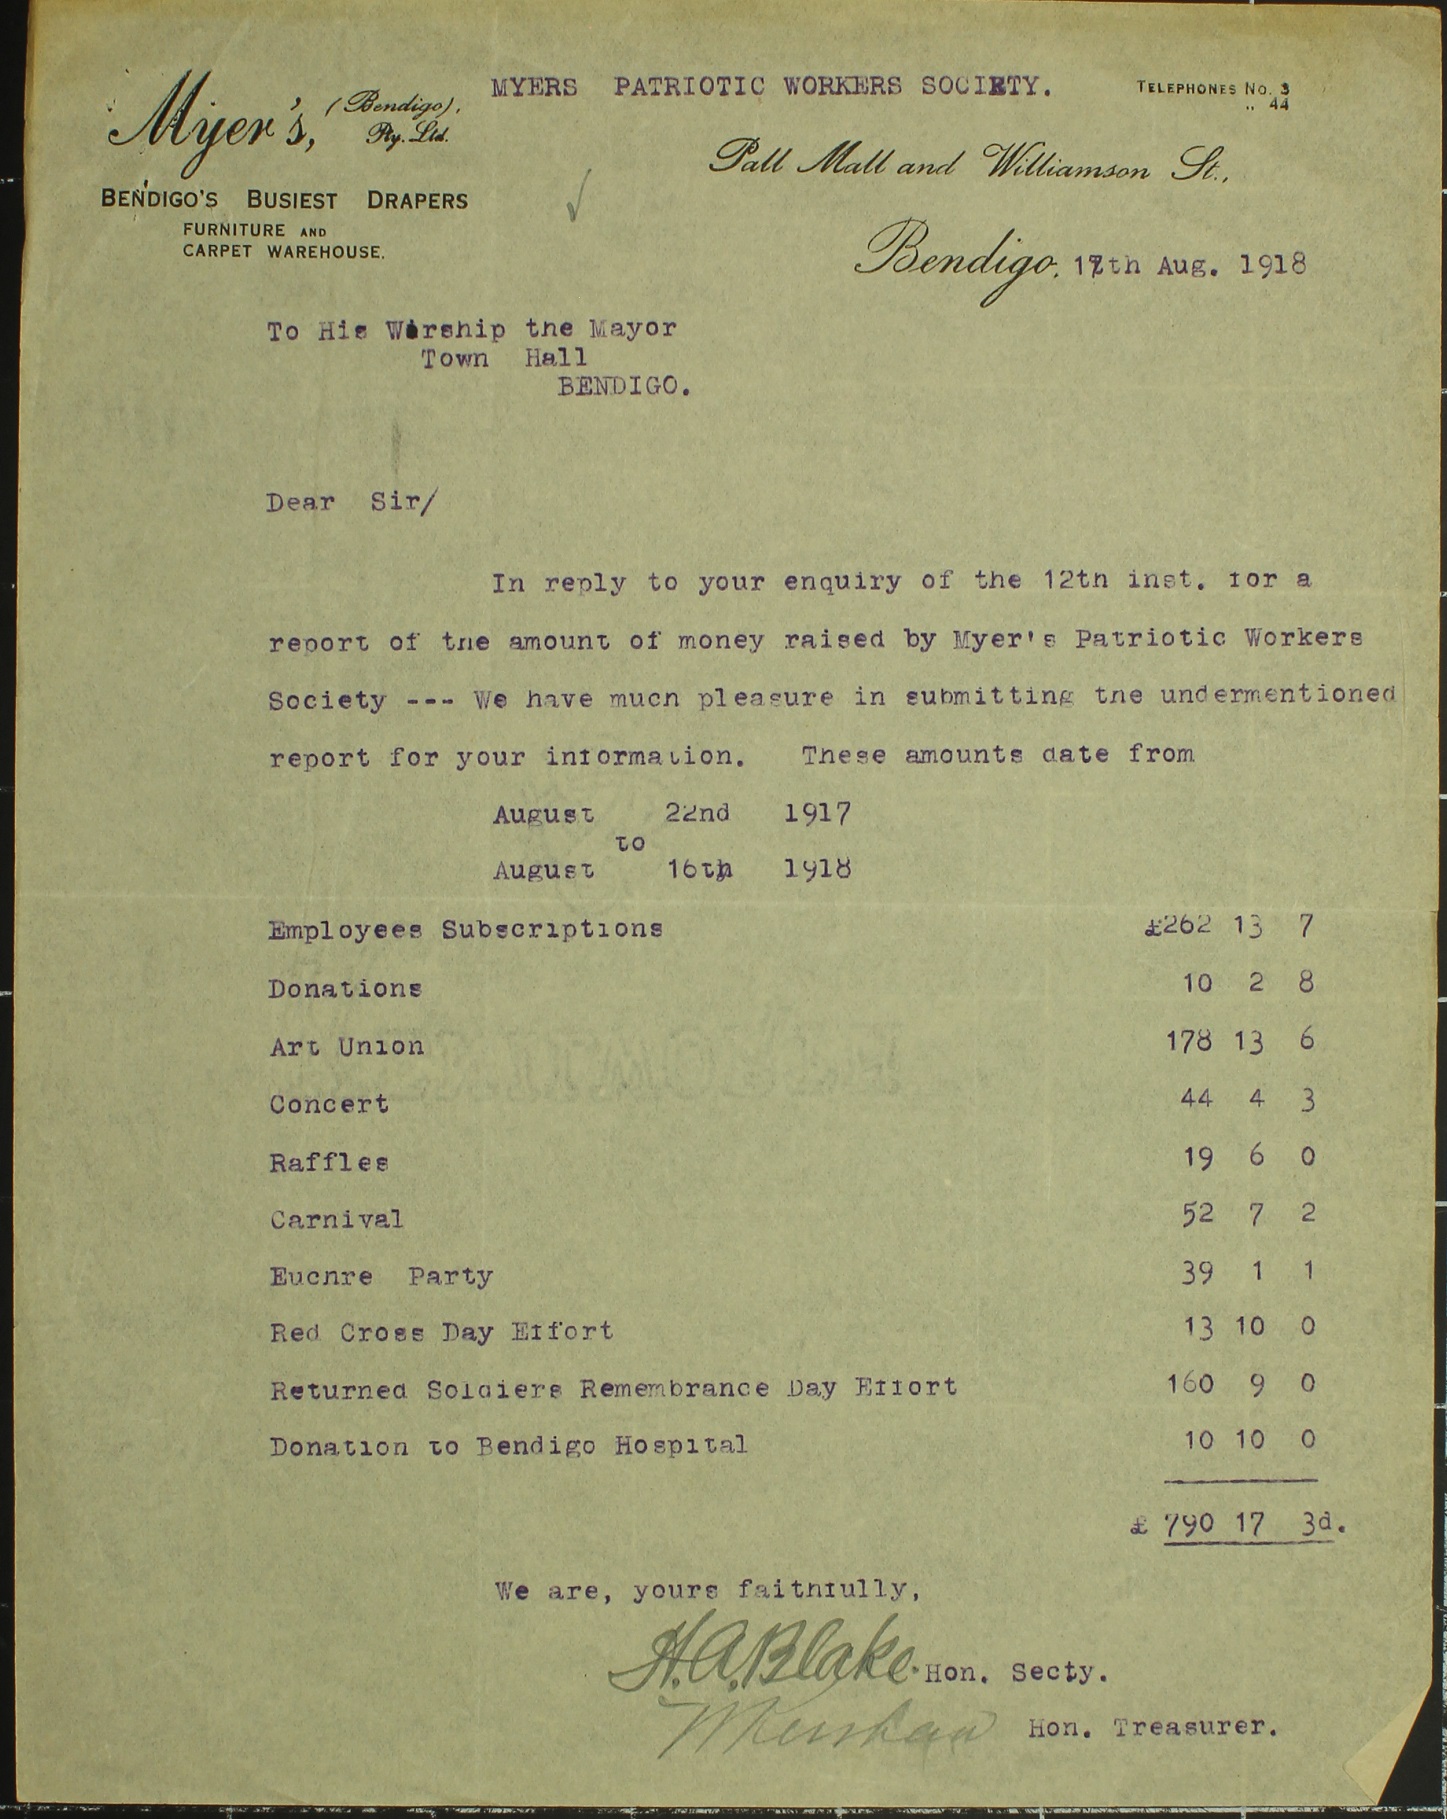 MYERS PATRIOTIC WORKERS SOCIETY.
Myer's, (Bendigo), Pty. Ltd.
TELEPHONES No. 3
" 44
BENDIGO'S BUSIEST DRAPERS
FURNITURE AND
CARPET WAREHOUSE.
Pall Mall and Williamson St.,
Bendigo, 17th Aug. 1918
To His Worship the Mayor
Town Hall
BENDIGO.
Dear Sir/
In reply to your enquiry of the 12th inst. for a
report of the amount of money raised by Myer's Patriotic Workers
Society --- We have much pleasure in submitting the undermentioned
report for your information. These amounts date from
August 22nd 1917
to
August 16th 1918
Employees Subscriptions £262 13 7
Donations 10 2 8
Art Union 178 13 6
Concert 44 4 3
Raffles 19 6 0
Carnival 52 7 2
Euchre Party 39 1 1
Red Cross Day Effort 13 10 0
Returned Soldiers Remembrance Day Effort 160 9 0
Donation to Bendigo Hospital 10 10 0
£ 790 17 3d.
We are, yours faithfully,
H.A.Blake. Hon. Secty.
Hon. Treasurer.